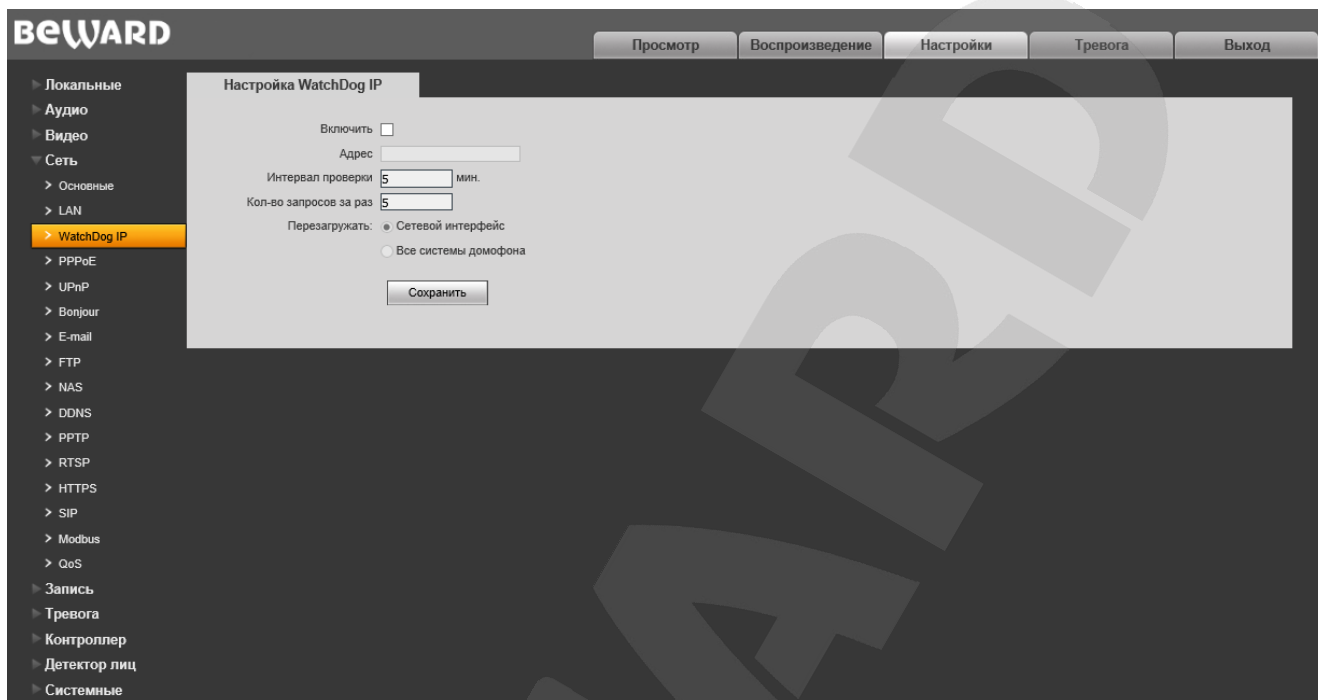 BEWARD
Просмотр
Воспроизведение
Настройки
Тревога
Выход
Локальные
Аудио
Видео
Сеть
Основные
LAN
WatchDog IP
PPPoE
UPnP
Bonjour
E-mail
FTP
NAS
DDNS
PPTP
RTSP
HTTPS
SIP
Modbus
QoS
Запись
Тревога
Контроллер
Детектор лиц
Системные
Настройка WatchDog IP
Включить
Адрес
Интервал проверки 5 мин.
Кол-во запросов за раз 5
Перезагружать: Сетевой интерфейс
Все системы домофона
Сохранить
ARD